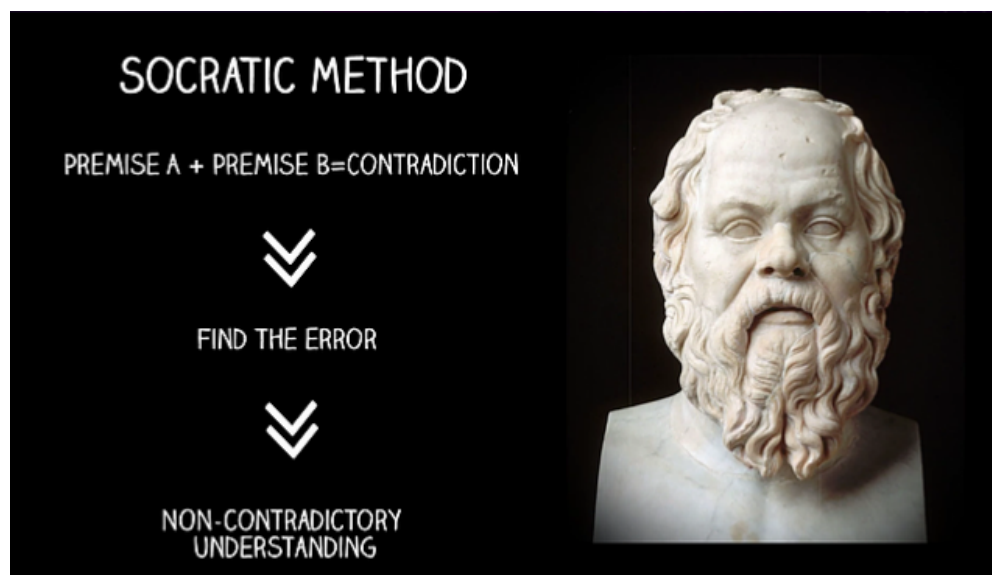 SOCRATIC METHOD
PREMISE A + PREMISE B=CONTRADICTION
FIND THE ERROR
NON-CONTRADICTORY
UNDERSTANDING